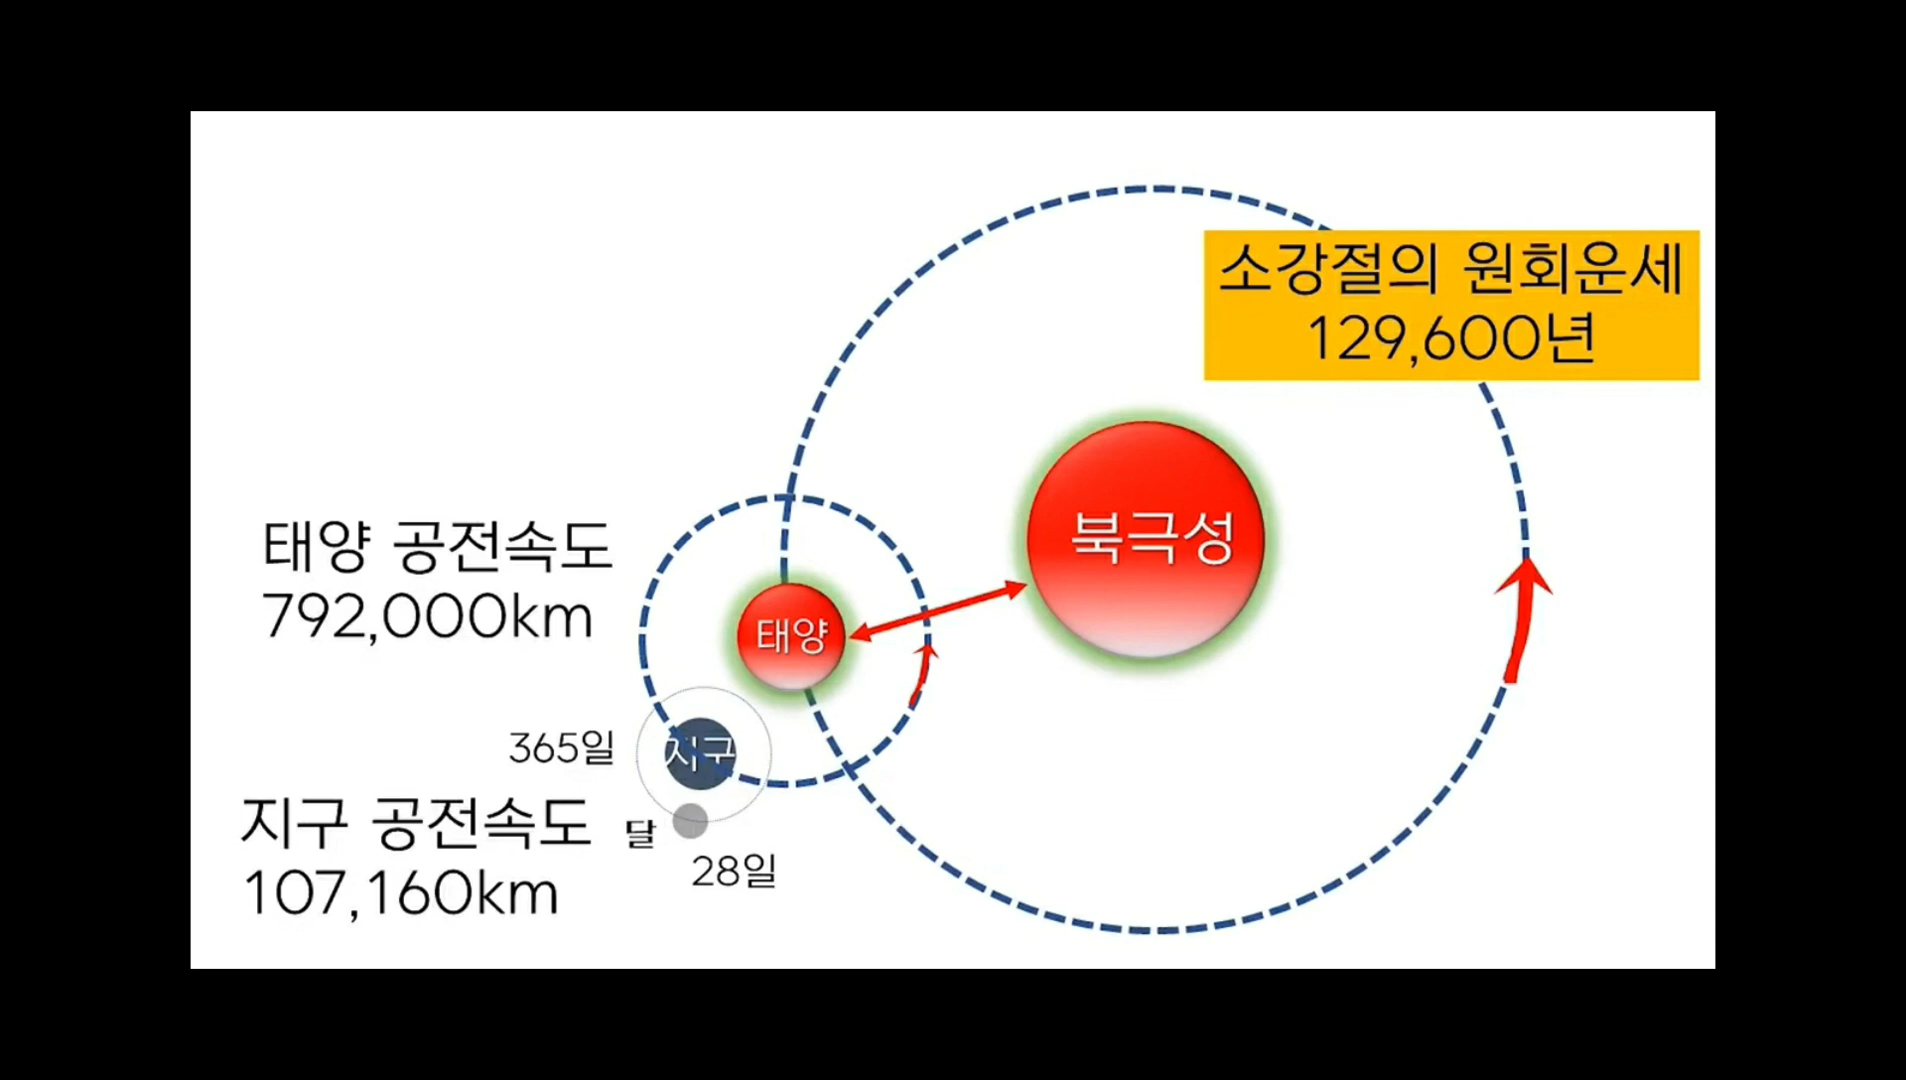 소강절의 원회운세
129,600년
북극성
태양 공전속도
792,000km
태양
365일
지구
지구 공전속도
107,160km
달
28일